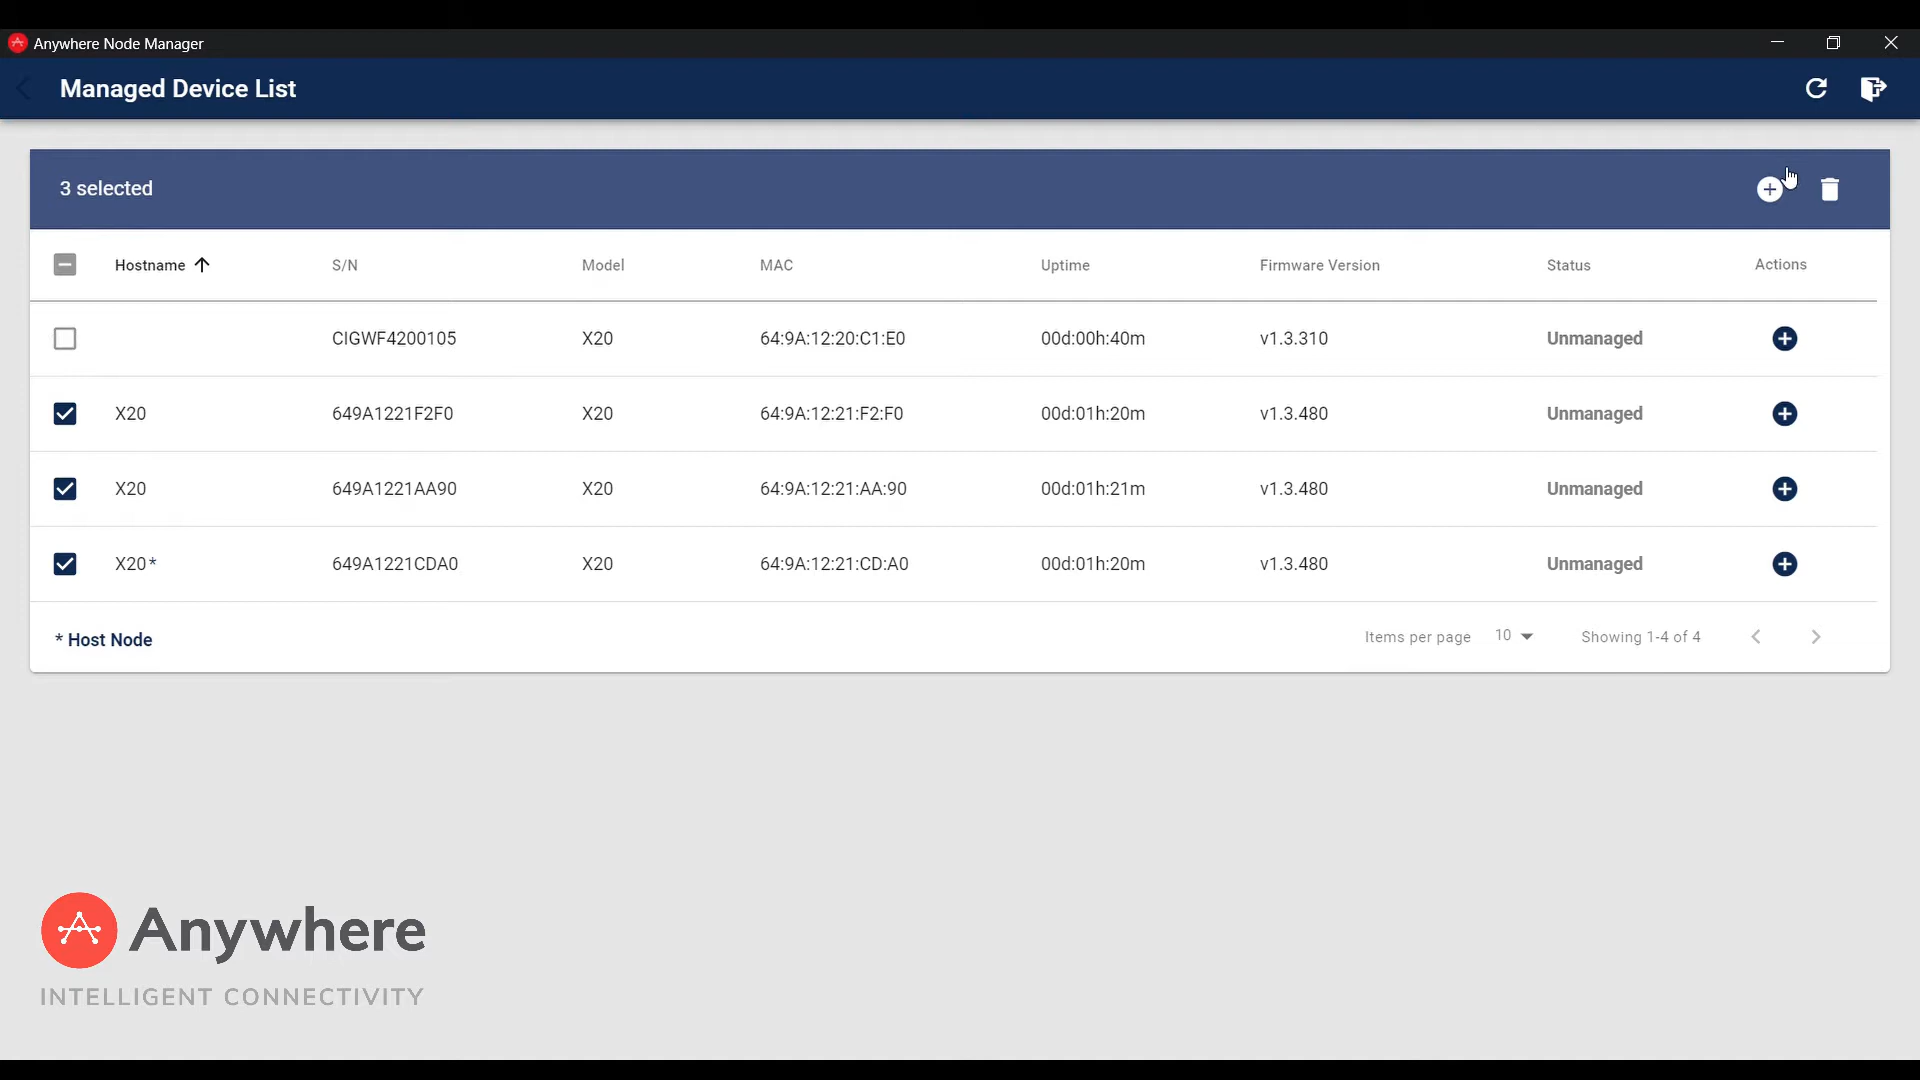 Anywhere Node Manager
Managed Device List
3 selected
Hostname S/N Model MAC Uptime Firmware Version Status Actions
CIGWF4200105 X20 64:9A:12:20:C1:E0 00d:00h:40m v1.3.310 Unmanaged
X20 649A1221F2F0 X20 64:9A:12:21:F2:F0 00d:01h:20m v1.3.480 Unmanaged
X20 649A1221AA90 X20 64:9A:12:21:AA:90 00d:01h:21m v1.3.480 Unmanaged
X20* 649A1221CDA0 X20 64:9A:12:21:CD:A0 00d:01h:20m v1.3.480 Unmanaged
* Host Node Items per page 10 Showing 1-4 of 4
Anywhere
INTELLIGENT CONNECTIVITY